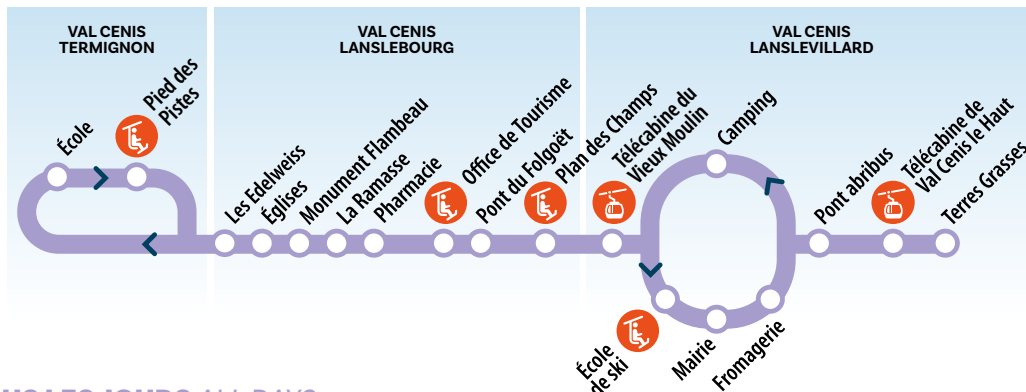 VAL CENIS
TERMIGNON
VAL CENIS
LANSLEBOURG
VAL CENIS
LANSLEVILLARD
École
Pied des
Pistes
Les Edelweiss
Églises
Monument Flambeau
La Ramasse
Pharmacie
Office de Tourisme
Pont du Folgoët
Plan des Champs
Télécabine du
Vieux Moulin
Camping
École
de ski
Mairie
Fromagerie
Pont abribus
Télécabine de
Val Cenis le Haut
Terres Grasses